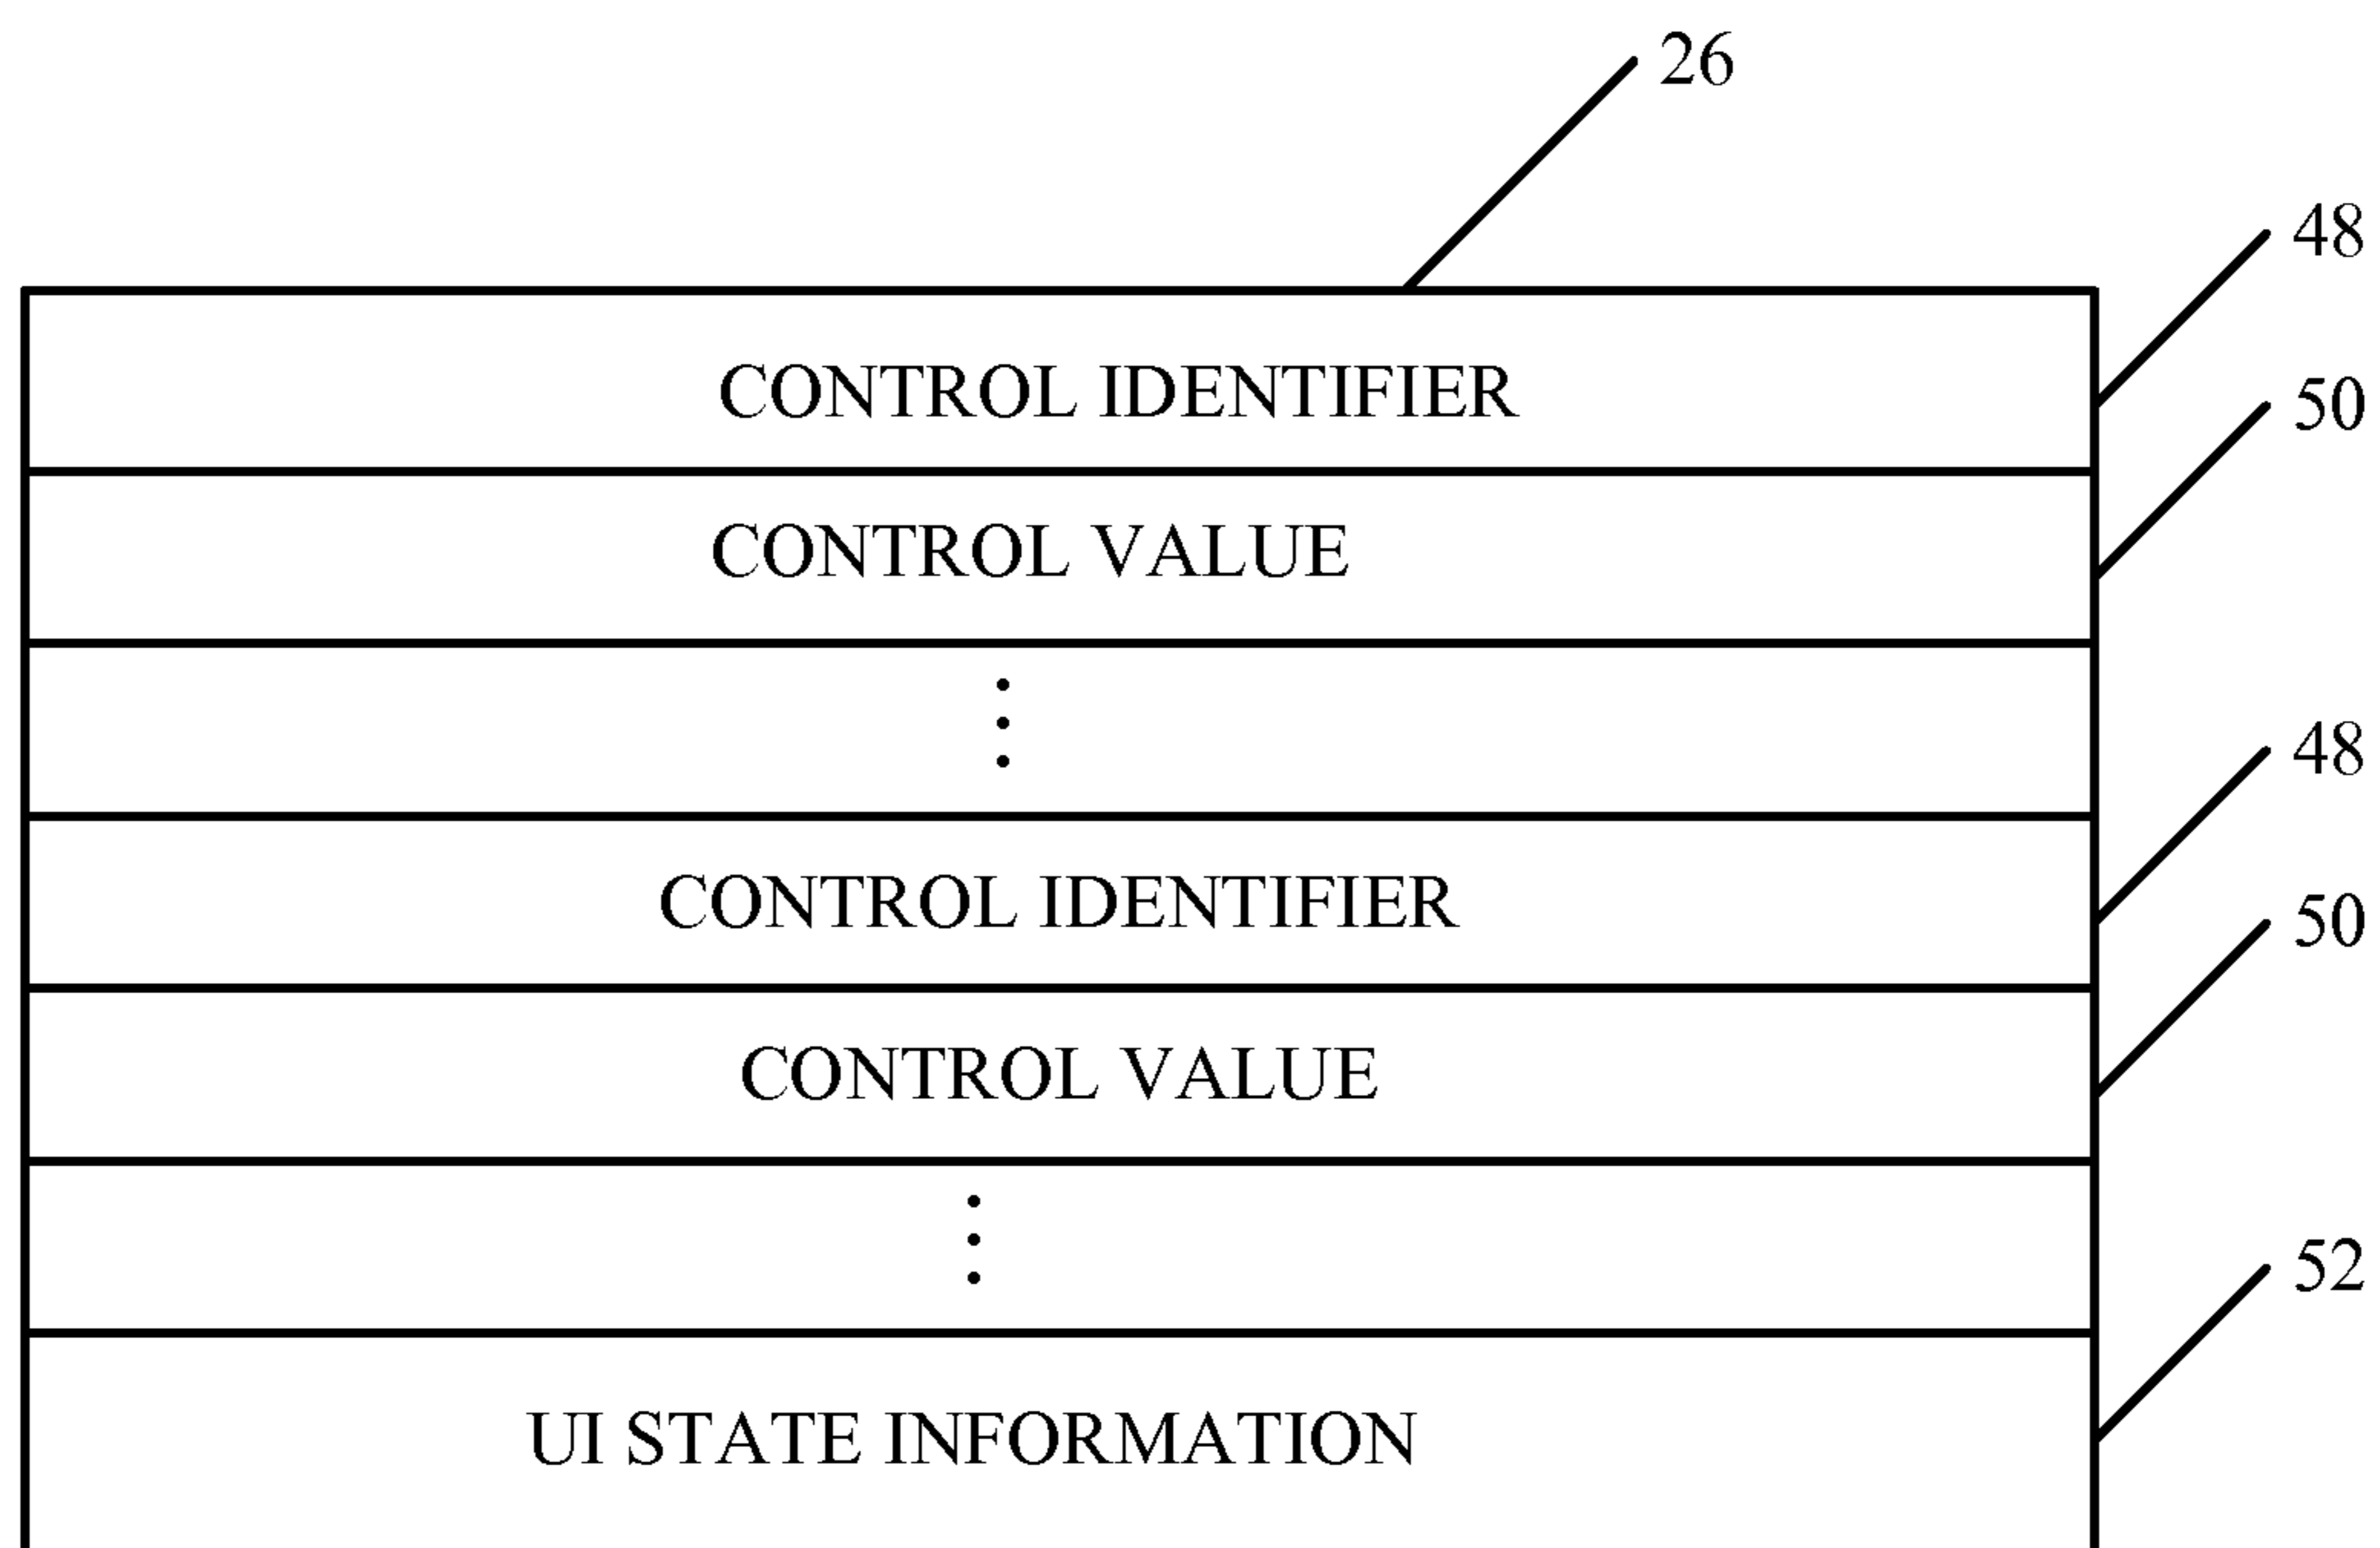 26
48
CONTROL IDENTIFIER
50
CONTROL VALUE
48
CONTROL IDENTIFIER
50
CONTROL VALUE
52
UI STATE INFORMATION